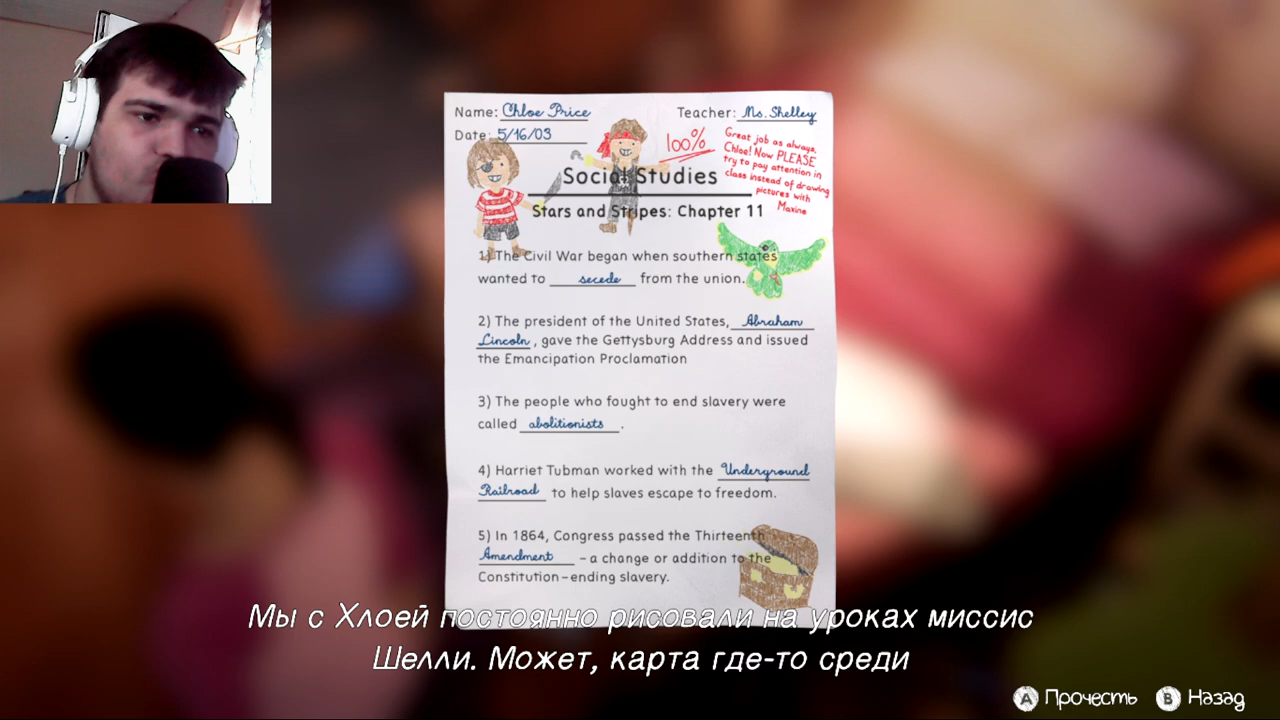 Name: Chloe Price
Teacher: Ms. Shelley
Date: 5/16/03
100%
Great job as always,
Chloe! Now PLEASE
try to pay attention in
class instead of drawing
pictures with
Maxine
Social Studies
Stars and Stripes: Chapter 11
1) The Civil War began when southern states
wanted to secede from the union.
2) The president of the United States, Abraham
Lincoln, gave the Gettysburg Address and issued
the Emancipation Proclamation
3) The people who fought to end slavery were
called abolitionists.
4) Harriet Tubman worked with the Underground
Railroad to help slaves escape to freedom.
5) In 1864, Congress passed the Thirteenth
Amendment – a change or addition to the
Constitution – ending slavery.
Мы с Хлоей постоянно рисовали на уроках миссис
Шелли. Может, карта где-то среди
A Прочесть B Назад